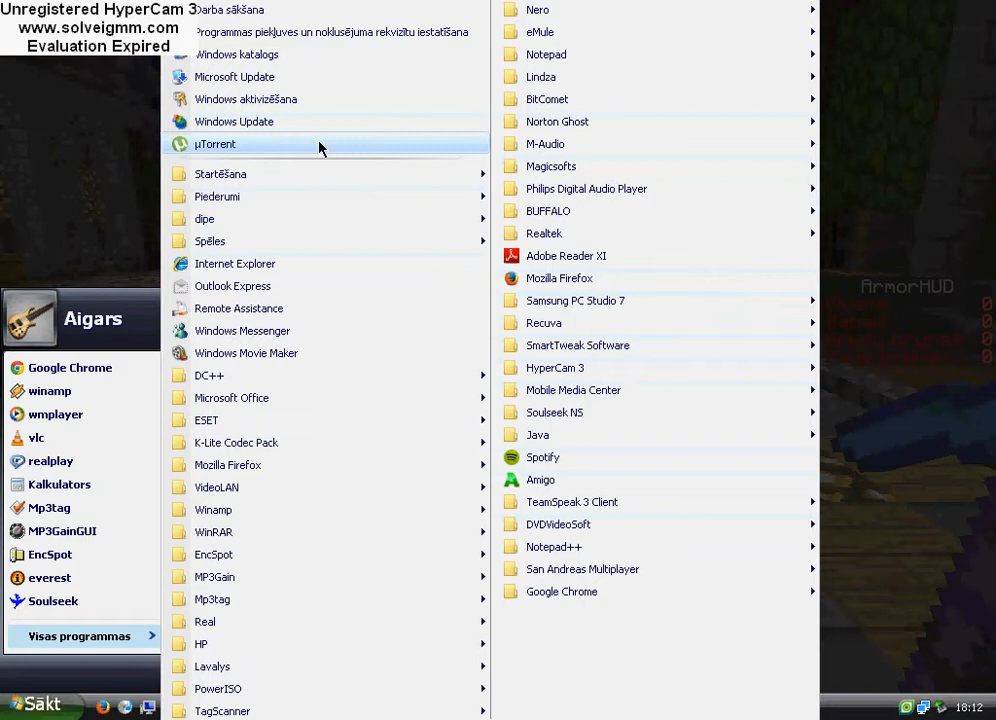 Unregistered HyperCam 3
www.solveigmm.com
Evaluation Expired
Darba sākšana
Programmas piekļuves un noklusējuma rekvizītu iestatīšana
Windows katalogs
Microsoft Update
Windows aktivizēšana
Windows Update
µTorrent
Startēšana
Piederumi
dipe
Spēles
Internet Explorer
Outlook Express
Remote Assistance
Windows Messenger
Windows Movie Maker
DC++
Microsoft Office
ESET
K-Lite Codec Pack
Mozilla Firefox
VideoLAN
Winamp
WinRAR
EncSpot
MP3Gain
Mp3tag
Real
HP
Lavalys
PowerISO
TagScanner
Nero
eMule
Notepad
Lindza
BitComet
Norton Ghost
M-Audio
Magicsofts
Philips Digital Audio Player
BUFFALO
Realtek
Adobe Reader XI
Mozilla Firefox
Samsung PC Studio 7
Recuva
SmartTweak Software
HyperCam 3
Mobile Media Center
Soulseek NS
Java
Spotify
Amigo
TeamSpeak 3 Client
DVDVideoSoft
Notepad++
San Andreas Multiplayer
Google Chrome
Aigars
Google Chrome
winamp
wmplayer
vlc
realplay
Kalkulators
Mp3tag
MP3GainGUI
EncSpot
everest
Soulseek
Visas programmas
Sākt
ArmorHUD
0
0
0
0
18:12